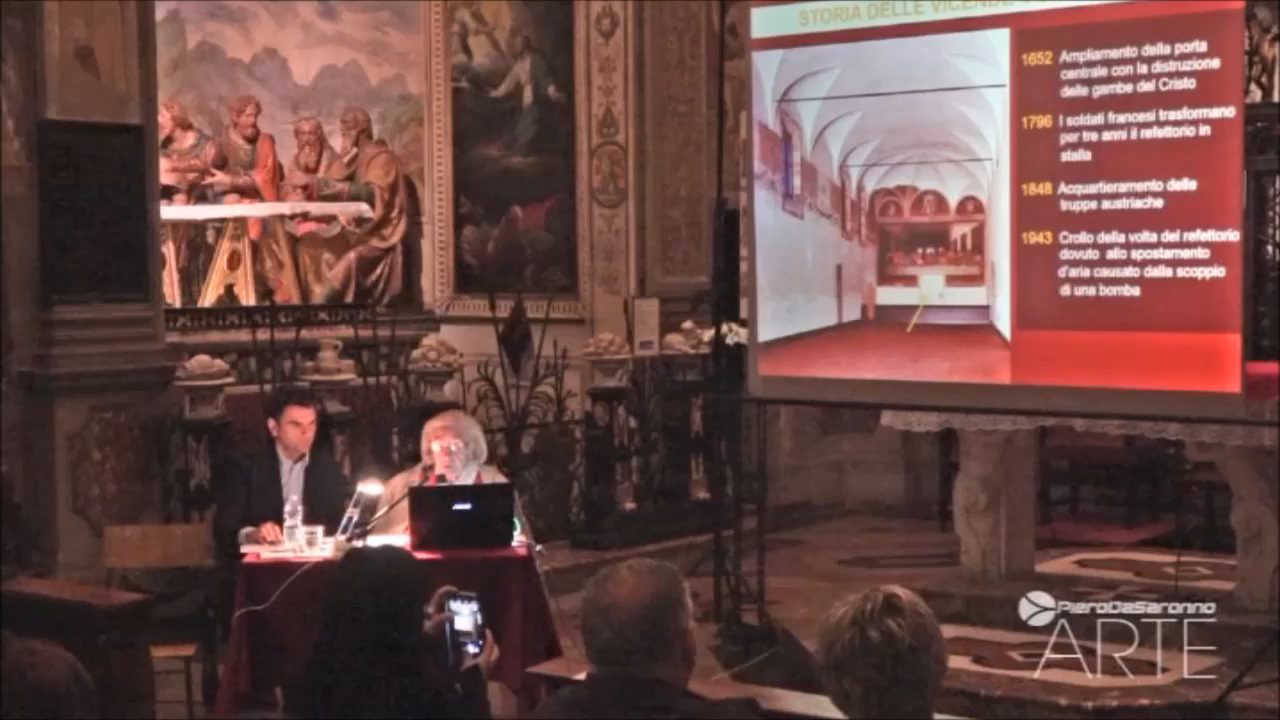 STORIA DELLE VICENDE
1652 Ampliamento della porta
centrale con la distruzione
delle gambe del Cristo
1796 I soldati francesi trasformano
per tre anni il refettorio in
stalla
1848 Acquartieramento delle
truppe austriache
1943 Crollo della volta del refettorio
dovuto allo spostamento
d'aria causato dalla scoppio
di una bomba
PieroDaSaronno
ARTE